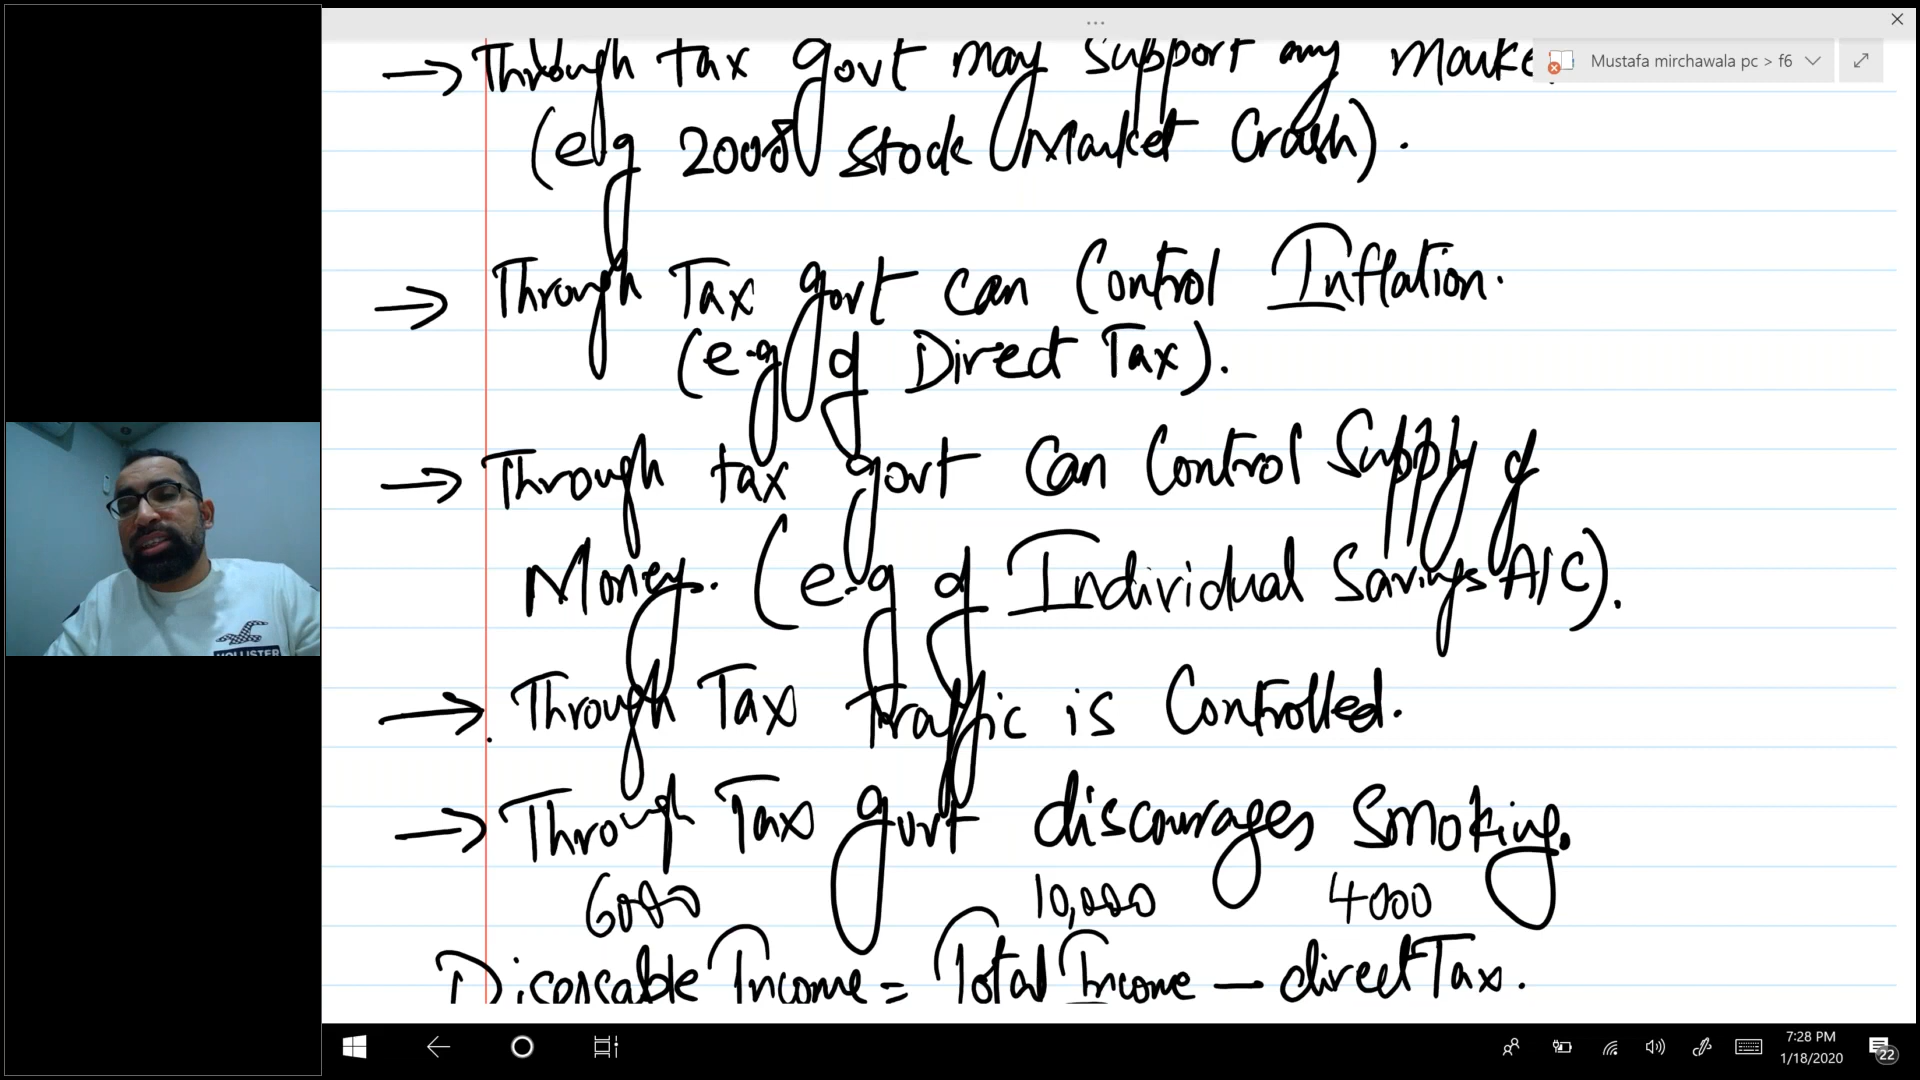 ...
Mustafa mirchawala pc > f6
→ Through tax govt may support any marke
(e.g 2008 Stock Market Crash).
→ Through Tax govt can Control Inflation.
(e.g of Direct Tax).
→ Through tax govt Can Control Supply of
Money. (e.g of Individual Savings A/C).
→ Through Tax traffic is Controlled.
→ Through Tax govt discourages Smoking.
6000 10,000 4000
Disposable Income = Total Income — direct Tax.
HOLLISTER
7:28 PM
1/18/2020
22